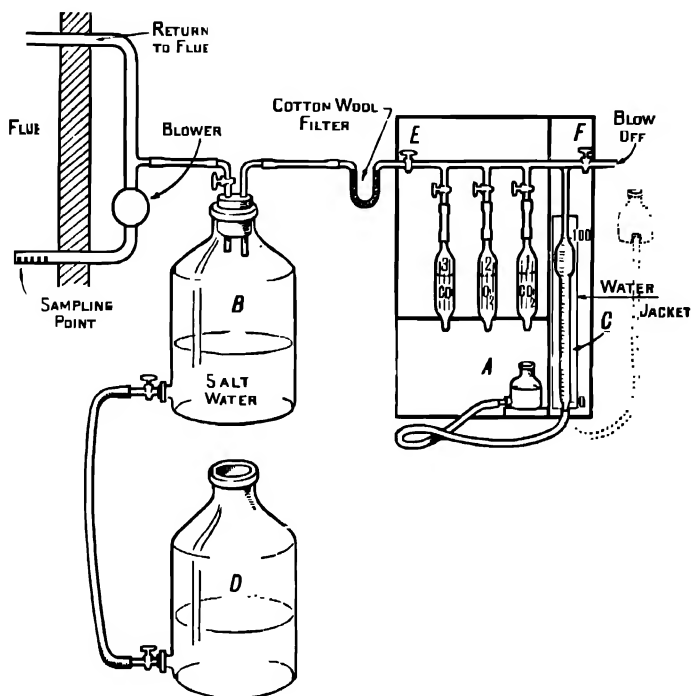 RETURN
TO FLUE
FLUE
BLOWER
SAMPLING
POINT
COTTON WOOL
FILTER
E
F
BLOW
OFF
3
CO
2
O2
1
CO2
100
WATER
JACKET
C
0
A
B
SALT
WATER
D